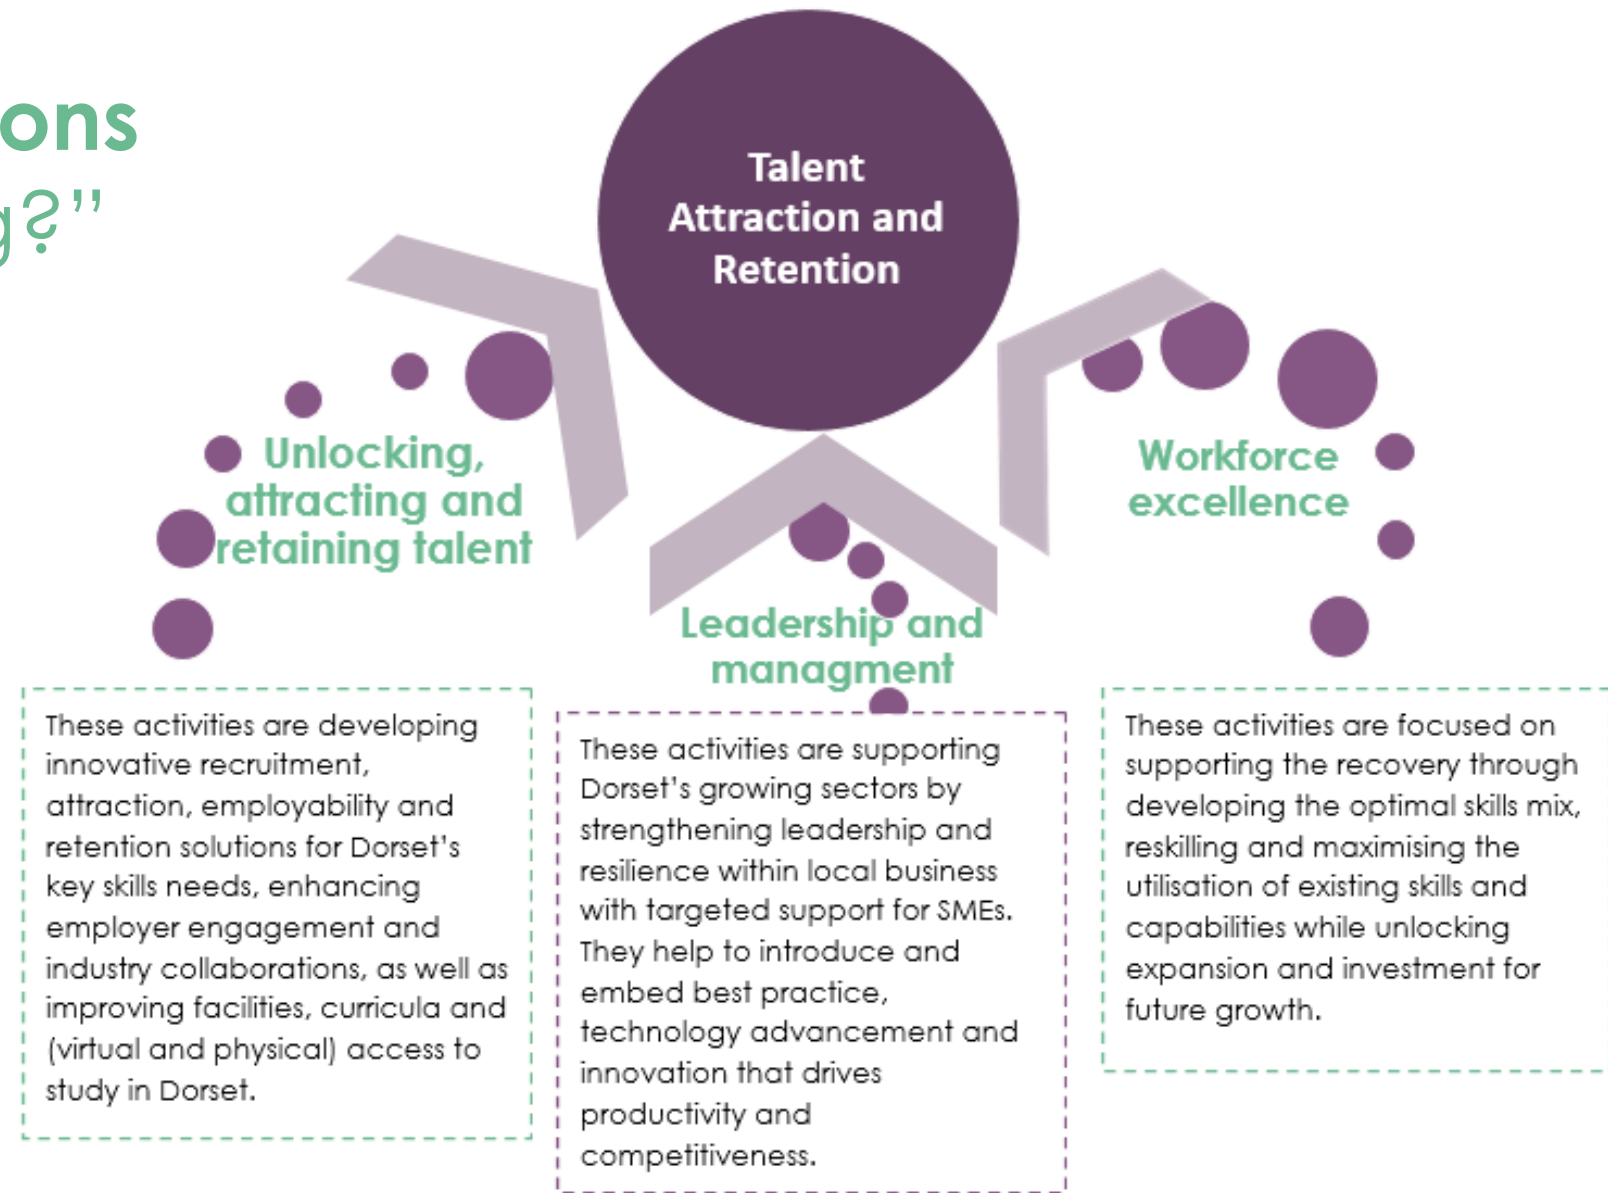 ons
g?”
Talent
Attraction and
Retention
Unlocking,
attracting and
retaining talent
Leadership and
managment
Workforce
excellence
These activities are developing
innovative recruitment,
attraction, employability and
retention solutions for Dorset’s
key skills needs, enhancing
employer engagement and
industry collaborations, as well as
improving facilities, curricula and
(virtual and physical) access to
study in Dorset.
These activities are supporting
Dorset’s growing sectors by
strengthening leadership and
resilience within local business
with targeted support for SMEs.
They help to introduce and
embed best practice,
technology advancement and
innovation that drives
productivity and
competitiveness.
These activities are focused on
supporting the recovery through
developing the optimal skills mix,
reskilling and maximising the
utilisation of existing skills and
capabilities while unlocking
expansion and investment for
future growth.